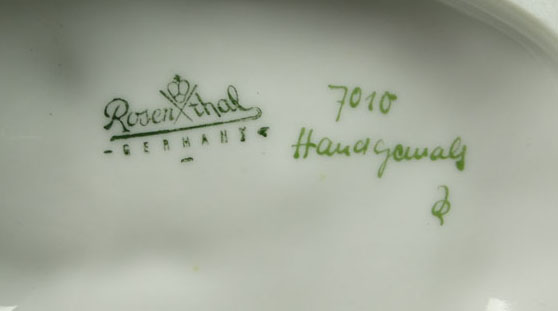 Rosenthal
GERMANY
7010
Handgemalt